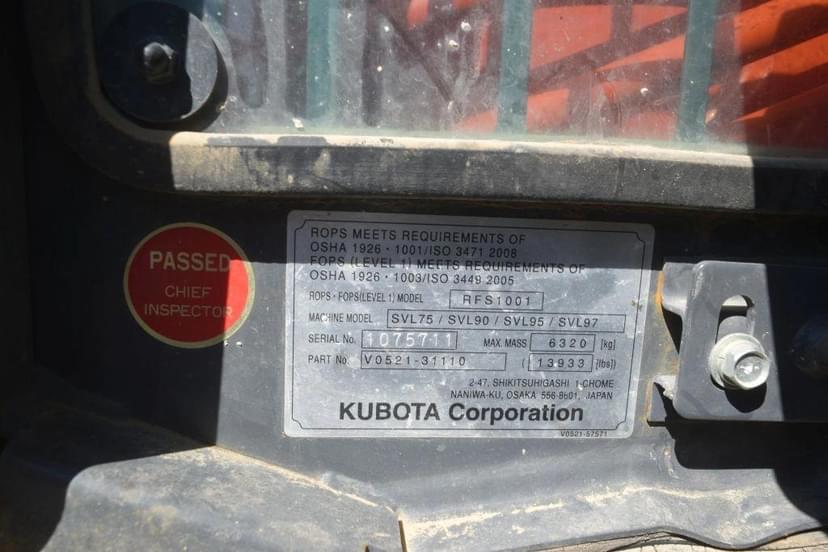 PASSED
CHIEF
INSPECTOR
ROPS MEETS REQUIREMENTS OF
OSHA 1926・1001/ISO 3471 2008
FOPS (LEVEL 1) MEETS REQUIREMENTS OF
OSHA 1926・1003/ISO 3449 2005
ROPS・FOPS(LEVEL 1) MODEL RFS1001
MACHINE MODEL SVL75 / SVL90 / SVL95 / SVL97
SERIAL No. 1075711 MAX. MASS 6320 [kg]
PART No. V0521-31110 ( 13933 [lbs])
2-47, SHIKITSUHIGASHI 1-CHOME
NANIWA-KU, OSAKA 556-8601, JAPAN
KUBOTA Corporation
V0521-57571